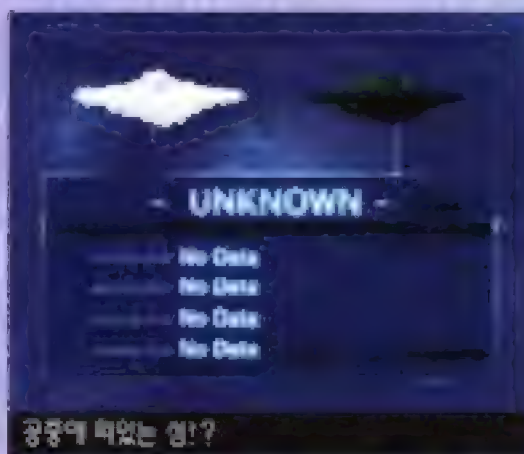 - UNKNOWN -
No Data
No Data
No Data
No Data
공중에 떠있는 섬!?